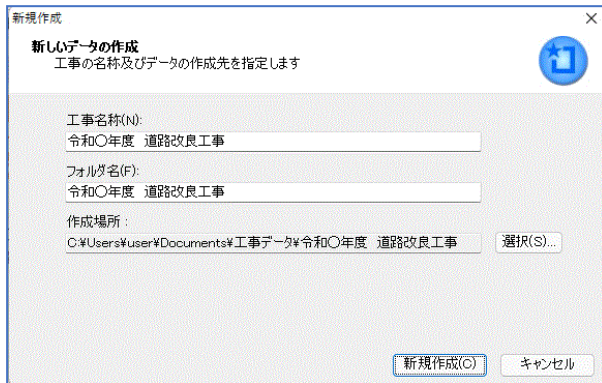 新規作成
新しいデータの作成
工事の名称及びデータの作成先を指定します
工事名称(N):
令和〇年度 道路改良工事
フォルダ名(F):
令和〇年度 道路改良工事
作成場所 :
C:¥Users¥user¥Documents¥工事データ¥令和〇年度 道路改良工事
選択(S)...
新規作成(C)
キャンセル